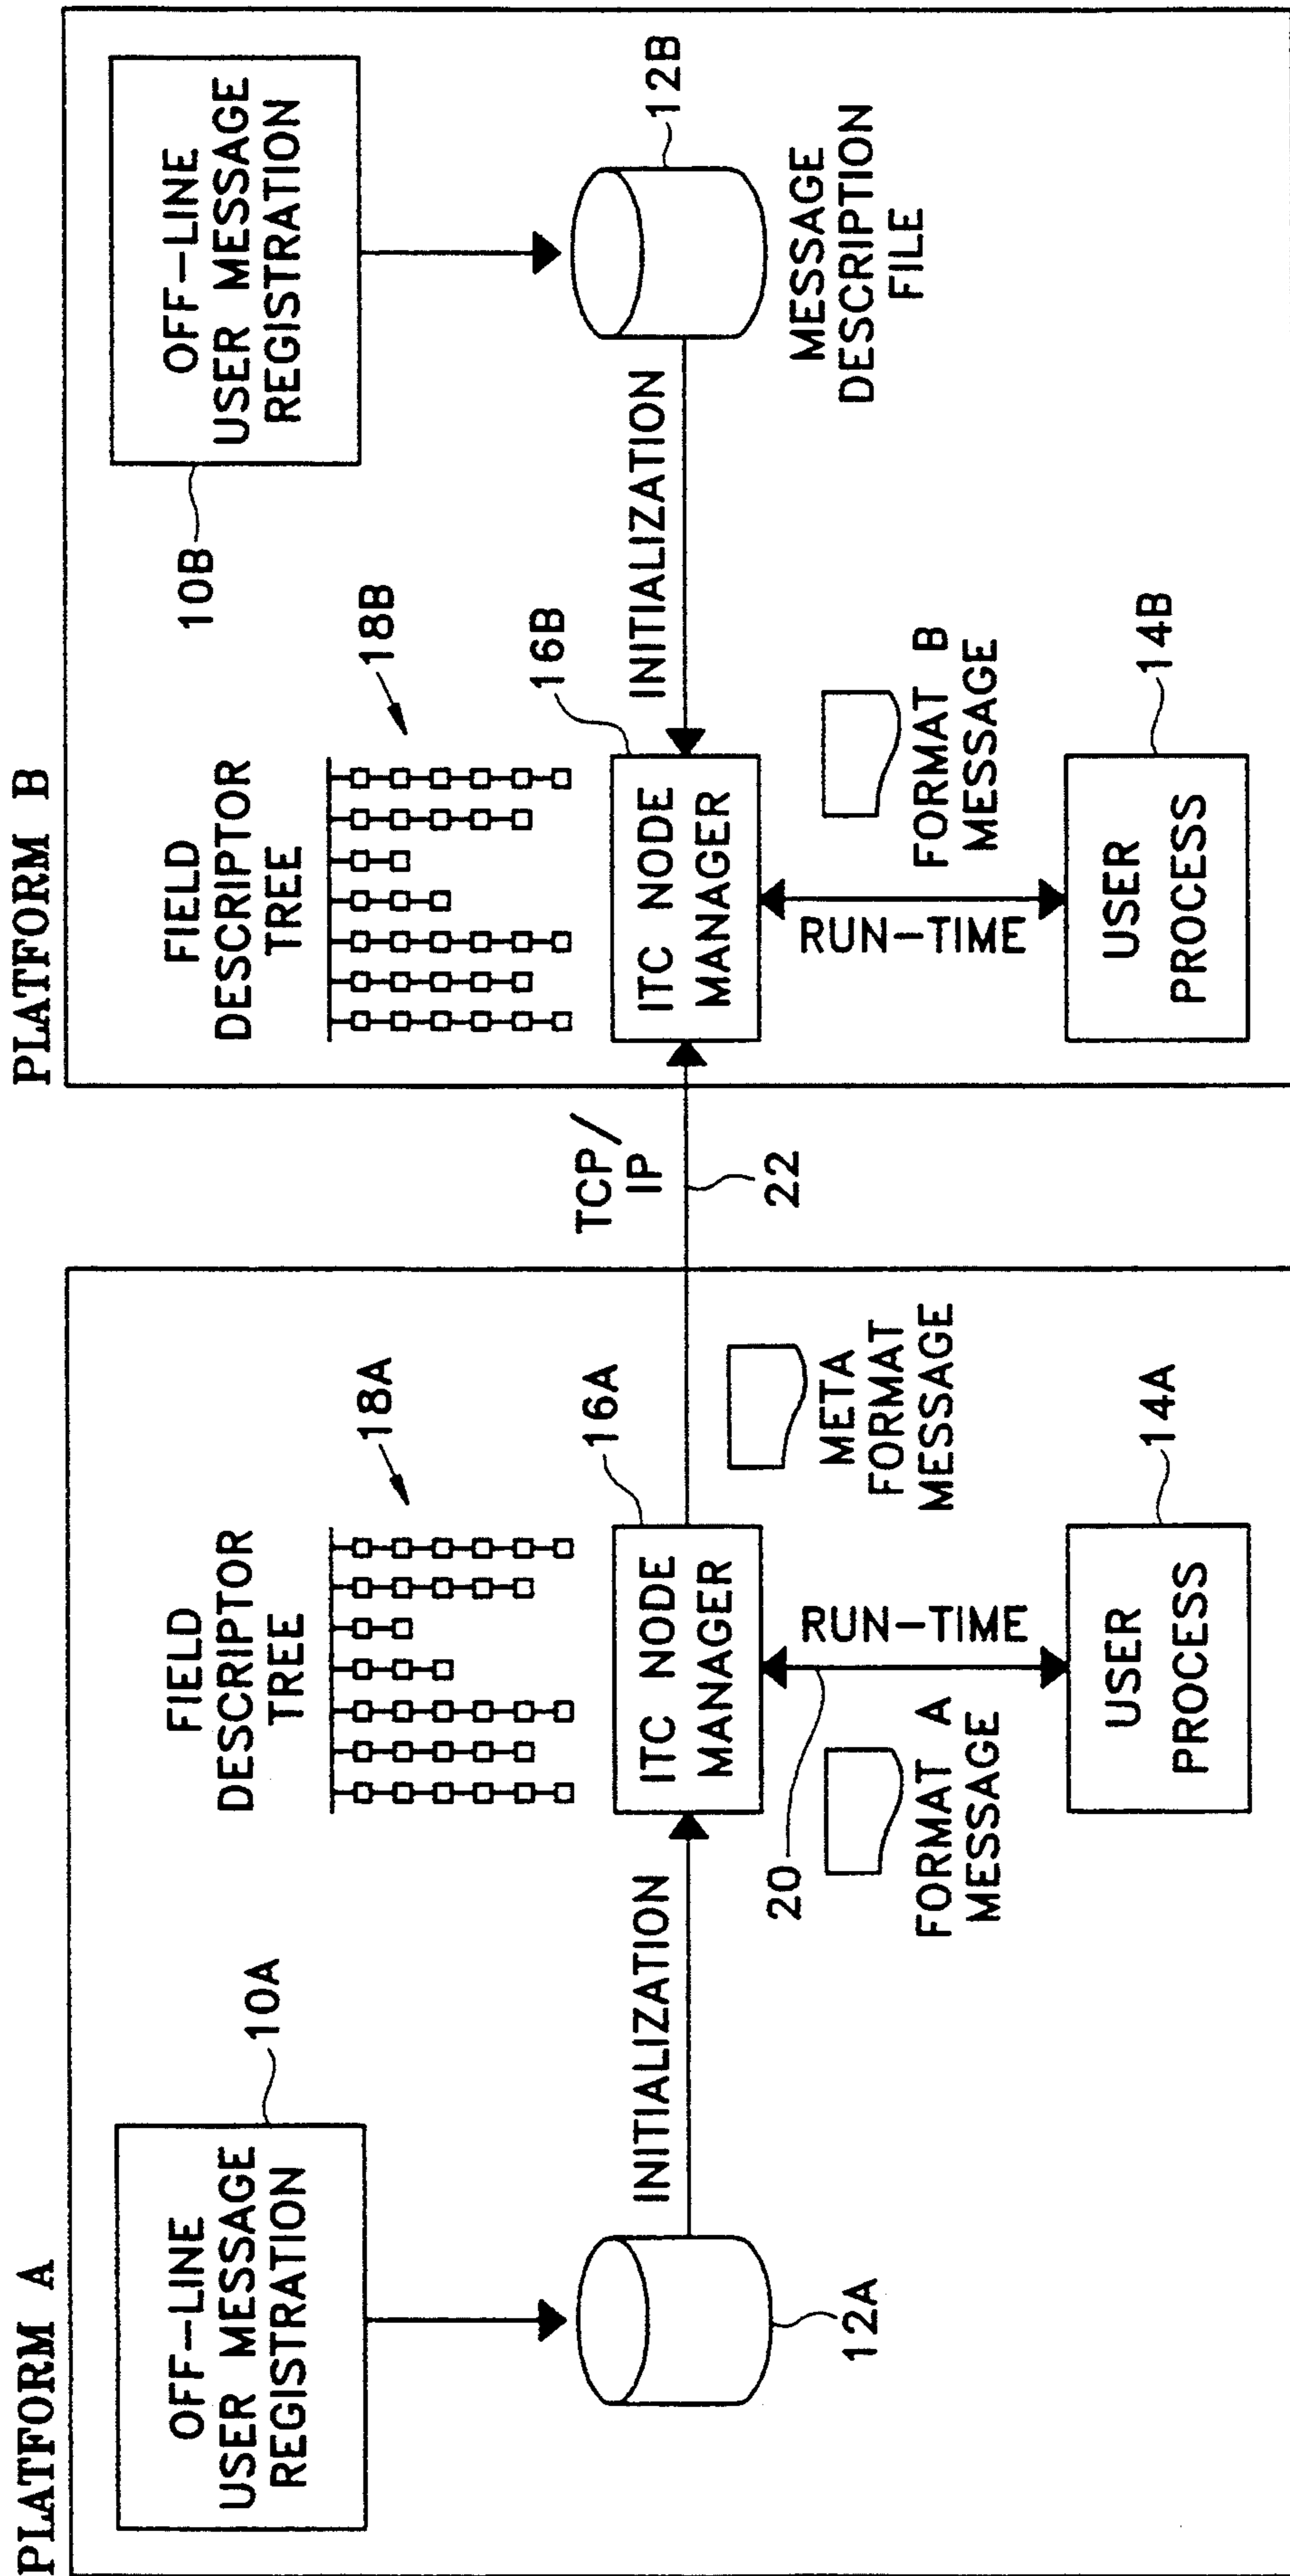 PLATFORM A
OFF-LINE
USER MESSAGE
REGISTRATION
10A
12A
INITIALIZATION
FIELD
DESCRIPTOR
TREE
18A
ITC NODE
MANAGER
16A
RUN-TIME
20
FORMAT A
MESSAGE
META
FORMAT
MESSAGE
USER
PROCESS
14A
TCP/
IP
22
PLATFORM B
FIELD
DESCRIPTOR
TREE
18B
ITC NODE
MANAGER
16B
RUN-TIME
FORMAT B
MESSAGE
USER
PROCESS
14B
INITIALIZATION
OFF-LINE
USER MESSAGE
REGISTRATION
10B
12B
MESSAGE
DESCRIPTION
FILE